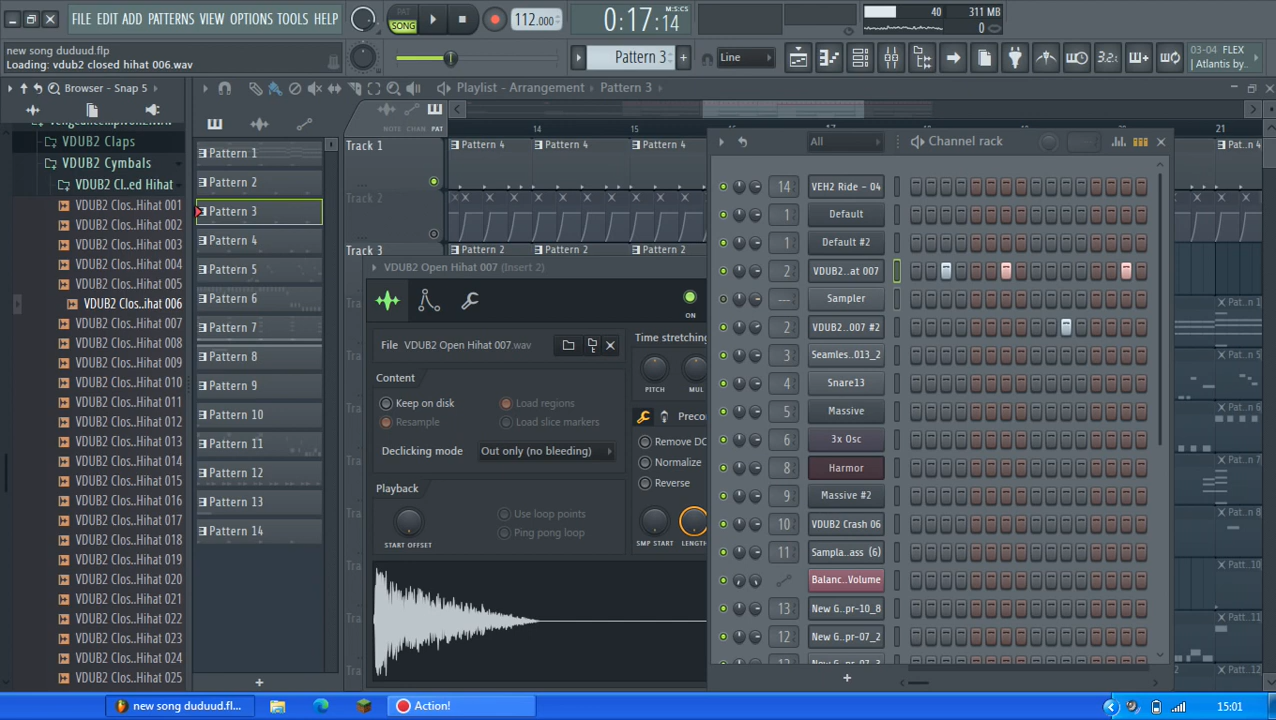 FILE EDIT ADD PATTERNS VIEW OPTIONS TOOLS HELP
PAT
SONG
112.000
0:17:14
M:S:CS
40
311 MB
0
new song duduud.flp
Loading: vdub2 closed hihat 006.wav
Pattern 3
Line
3.2
03-04 FLEX
| Atlantis by..
Browser - Snap 5
Playlist - Arrangement
Pattern 3
VDUB2 Claps
VDUB2 Cymbals
VDUB2 Cl..ed Hihat
VDUB2 Clos..Hihat 001
VDUB2 Clos..Hihat 002
VDUB2 Clos..Hihat 003
VDUB2 Clos..Hihat 004
VDUB2 Clos..Hihat 005
VDUB2 Clos..ihat 006
VDUB2 Clos..Hihat 007
VDUB2 Clos..Hihat 008
VDUB2 Clos..Hihat 009
VDUB2 Clos..Hihat 010
VDUB2 Clos..Hihat 011
VDUB2 Clos..Hihat 012
VDUB2 Clos..Hihat 013
VDUB2 Clos..Hihat 014
VDUB2 Clos..Hihat 015
VDUB2 Clos..Hihat 016
VDUB2 Clos..Hihat 017
VDUB2 Clos..Hihat 018
VDUB2 Clos..Hihat 019
VDUB2 Clos..Hihat 020
VDUB2 Clos..Hihat 021
VDUB2 Clos..Hihat 022
VDUB2 Clos..Hihat 023
VDUB2 Clos..Hihat 024
VDUB2 Clos..Hihat 025
Pattern 1
Pattern 2
Pattern 3
Pattern 4
Pattern 5
Pattern 6
Pattern 7
Pattern 8
Pattern 9
Pattern 10
Pattern 11
Pattern 12
Pattern 13
Pattern 14
NOTE CHAN PAT
14
15
21
Track 1
Pattern 4
Pattern 4
Pattern 4
Track 2
Track 3
Pattern 2
Pattern 2
Pattern 2
VDUB2 Open Hihat 007 (Insert 2)
ON
File VDUB2 Open Hihat 007.wav
Time stretching
PITCH
MUL
Content
Keep on disk
Load regions
Resample
Load slice markers
Declicking mode
Out only (no bleeding)
Playback
START OFFSET
Use loop points
Ping pong loop
Remove DC
Normalize
Reverse
SMP START
LENGTH
All
Channel rack
14 VEH2 Ride - 04
1 Default
1 Default #2
2 VDUB2..at 007
--- Sampler
2 VDUB2..007 #2
3 Seamles..013_2
4 Snare13
5 Massive
6 3x Osc
8 Harmor
9 Massive #2
10 VDUB2 Crash 06
11 Sampla..ass (6)
Balanc..Volume
13 New G..pr-10_8
12 New G..pr-07_2
new song duduud.fl...
Action!
15:01